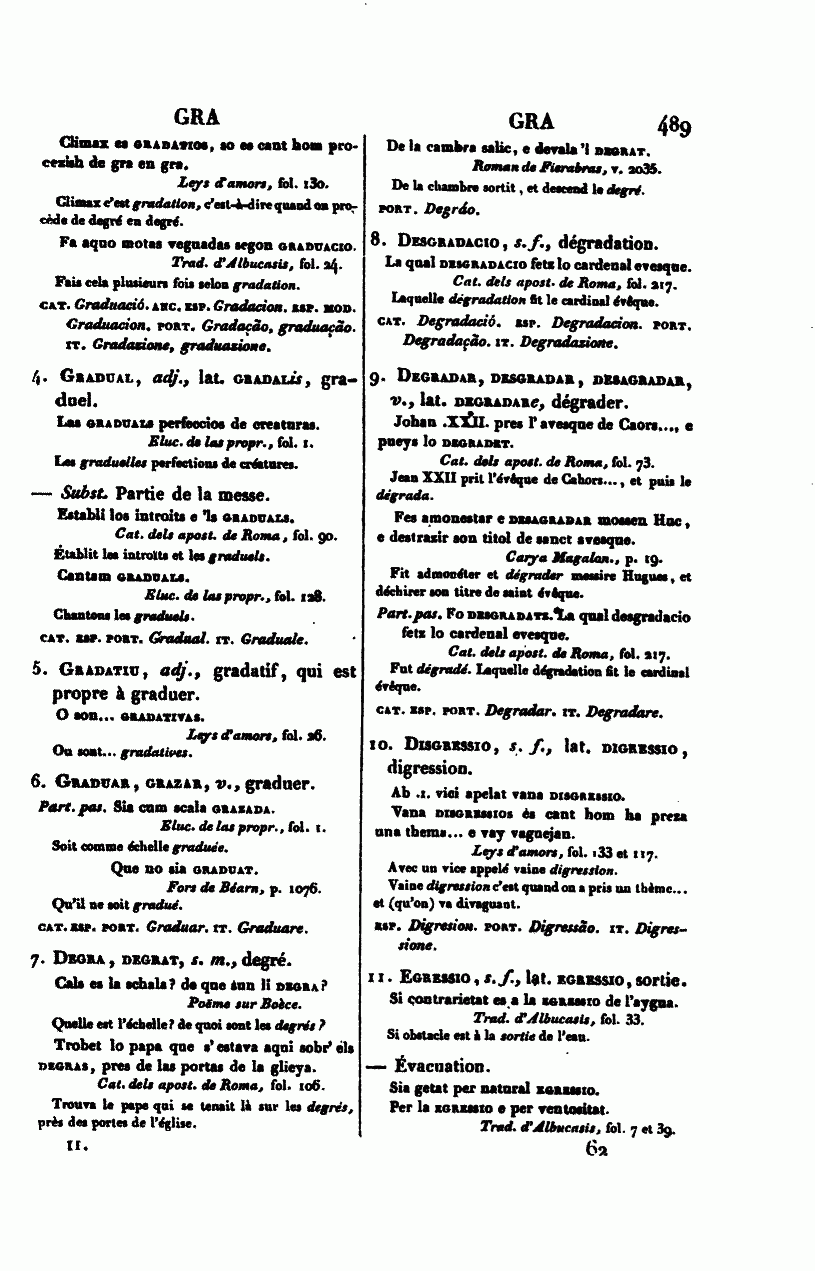 GRA
Climax es GRADATIOS, so es cant hom pro-
cezish de gra en gra.
Leys d'amors, fol. 130.
Climax c'est gradation, c'est-à-dire quand on pro-
cède de degré en degré.
Fa aquo motas veguadas segon GRADUACIO.
Trad. d'Albucasis, fol. 24.
Fais cela plusieurs fois selon gradation.
CAT. Graduació. ANC. ESP. Gradacion. ESP. MOD.
Graduacion. PORT. Gradação, graduação.
IT. Gradazione, graduazione.
4. GRADUAL, adj., lat. GRADALis, gra-
duel.
Las GRADUALS perfeccios de creaturas.
Eluc. de las propr., fol. 1.
Les graduelles perfections de créatures.
— Subst. Partie de la messe.
Establi los introits e 'ls GRADUALS.
Cat. dels apost. de Roma, fol. 90.
Établit les introïts et les graduels.
Cantam GRADUALS.
Eluc. de las propr., fol. 128.
Chantons les graduels.
CAT. ESP. PORT. Gradual. IT. Graduale.
5. GRADATIU, adj., gradatif, qui est
propre à graduer.
O son... GRADATIVAS.
Leys d'amors, fol. 26.
Ou sont... gradatives.
6. GRADUAR, GRAZAR, v., graduer.
Part. pas. Sia cum scala GRAZADA.
Eluc. de las propr., fol. 1.
Soit comme échelle graduée.
Que no sia GRADUAT.
Fors de Béarn, p. 1076.
Qu'il ne soit gradué.
CAT. ESP. PORT. Graduar. IT. Graduare.
7. DEGRA, DEGRAT, s. m., degré.
Cals es la schala? de que sun li DEGRA?
Poëme sur Boèce.
Quelle est l'échelle? de quoi sont les degrés?
Trobet lo papa que s'estava aqui sobr' els
DEGRAS, pres de las portas de la glieya.
Cat. dels apost. de Roma, fol. 106.
Trouva le pape qui se tenait là sur les degrés,
près des portes de l'église.
II.
GRA 489
De la cambra salic, e devala 'l DEGRAT.
Roman de Fierabras, v. 2035.
De la chambre sortit, et descend le degré.
PORT. Degráo.
8. DESGRADACIO, s. f., dégradation.
La qual DESGRADACIO fetz lo cardenal evesque.
Cat. dels apost. de Roma, fol. 217.
Laquelle dégradation fit le cardinal évêque.
CAT. Degradació. ESP. Degradacion. PORT.
Degradação. IT. Degradazione.
9. DEGRADAR, DESGRADAR, DESAGRADAR,
v., lat. DEGRADARe, dégrader.
Johan .XXII. pres l'avesque de Caors..., e
pueys lo DEGRADET.
Cat. dels apost. de Roma, fol. 73.
Jean XXII prit l'évêque de Cahors..., et puis le
dégrada.
Fes amonestar e DESAGRADAR mossen Huc,
e destrazir son titol de sanct avesque.
Carya Magalon., p. 19.
Fit admonéter et dégrader messire Hugues, et
déchirer son titre de saint évêque.
Part. pas. Fo DESGRADATZ. La qual desgradacio
fetz lo cardenal evesque.
Cat. dels apost. de Roma, fol. 217.
Fut dégradé. Laquelle dégradation fit le cardinal
évêque.
CAT. ESP. PORT. Degradar. IT. Degradare.
10. DISGRESSIO, s. f., lat. DIGRESSIO,
digression.
Ab .I. vici apelat vana DISGRESSIO.
Vana DISGRESSIOS es cant hom ha preza
una thema... e vay vaguejan.
Leys d'amors, fol. 133 et 117.
Avec un vice appelé vaine digression.
Vaine digression c'est quand on a pris un thème...
et (qu'on) va divaguant.
ESP. Digresion. PORT. Digressão. IT. Digres-
sione.
11. EGRESSIO, s. f., lat. EGRESSIO, sortie.
Si contrarietat es a la EGRESSIO de l'aygua.
Trad. d'Albucasis, fol. 33.
Si obstacle est à la sortie de l'eau.
— Évacuation.
Sia getat per natural EGRESSIO.
Per la EGRESSIO e per ventositat.
Trad. d'Albucasis, fol. 7 et 39.
62